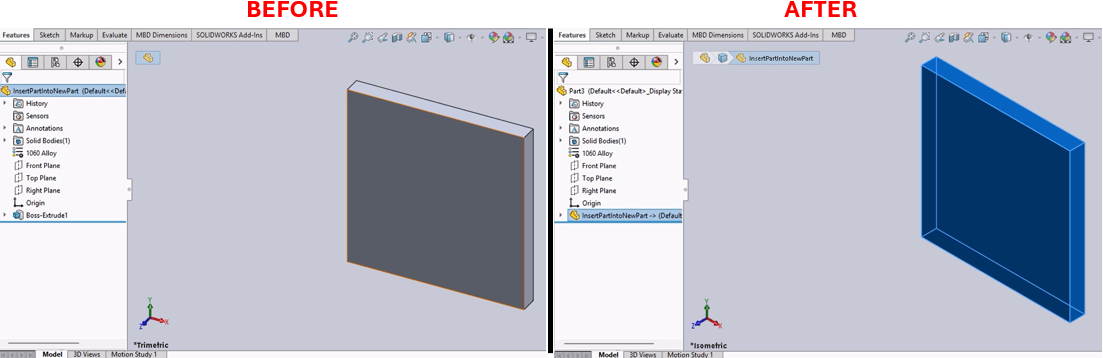 BEFORE
AFTER
Features Sketch Markup Evaluate MBD Dimensions SOLIDWORKS Add-Ins MBD
InsertPartIntoNewPart (Default<<Def
History
Sensors
Annotations
Solid Bodies(1)
1060 Alloy
Front Plane
Top Plane
Right Plane
Origin
Boss-Extrude1
Y
X
Z
*Trimetric
Model 3D Views Motion Study 1
Features Sketch Markup Evaluate MBD Dimensions SOLIDWORKS Add-Ins MBD
InsertPartIntoNewPart
Part3 (Default<<Default>_Display Sta
History
Sensors
Annotations
Solid Bodies(1)
1060 Alloy
Front Plane
Top Plane
Right Plane
Origin
InsertPartIntoNewPart -> (Default
Y
X
Z
*Isometric
Model 3D Views Motion Study 1